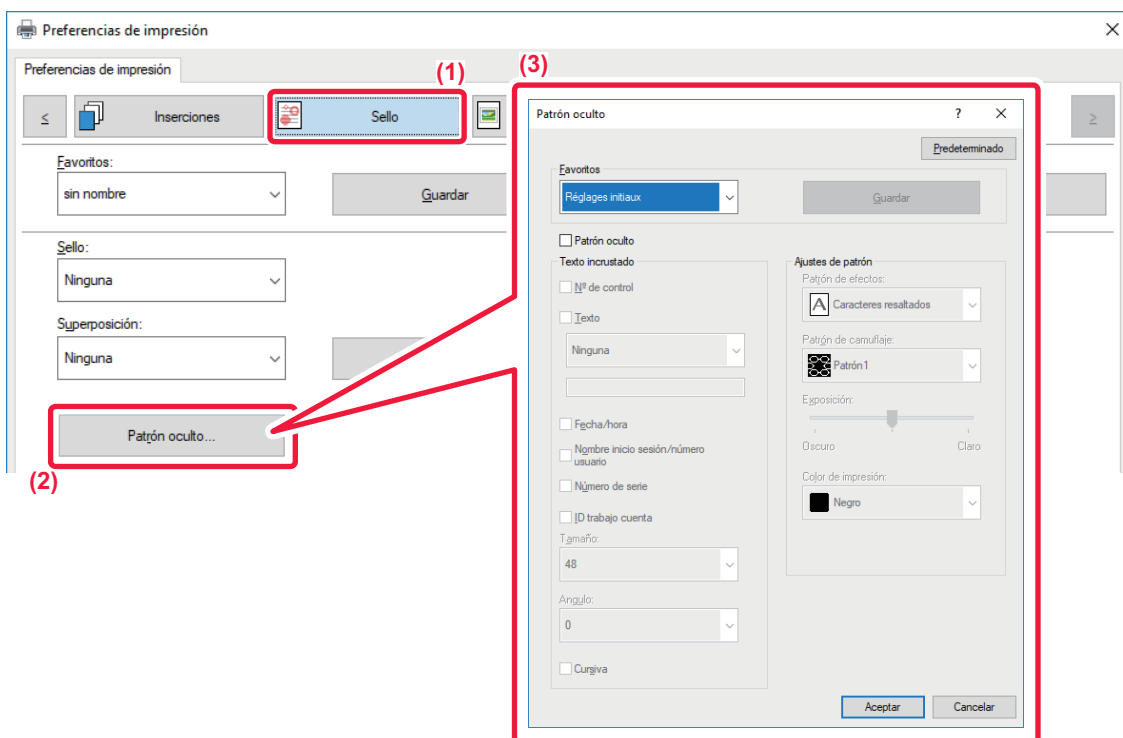 Preferencias de impresión
Preferencias de impresión
(1)
(3)
<
Inserciones
Sello
>
Favoritos:
sin nombre
Guardar
Sello:
Ninguna
Superposición:
Ninguna
Patrón oculto...
(2)
Patrón oculto
?
Predeterminado
Favoritos
Réglages initiaux
Guardar
Patrón oculto
Texto incrustado
Nº de control
Texto
Ninguna
Fecha/hora
Nombre inicio sesión/número
usuario
Número de serie
ID trabajo cuenta
Tamaño:
48
Angulo:
0
Cursiva
Ajustes de patrón
Patrón de efectos:
A Caracteres resaltados
Patrón de camuflaje:
Patrón1
Exposición:
Oscuro Claro
Color de impresión:
Negro
Aceptar Cancelar